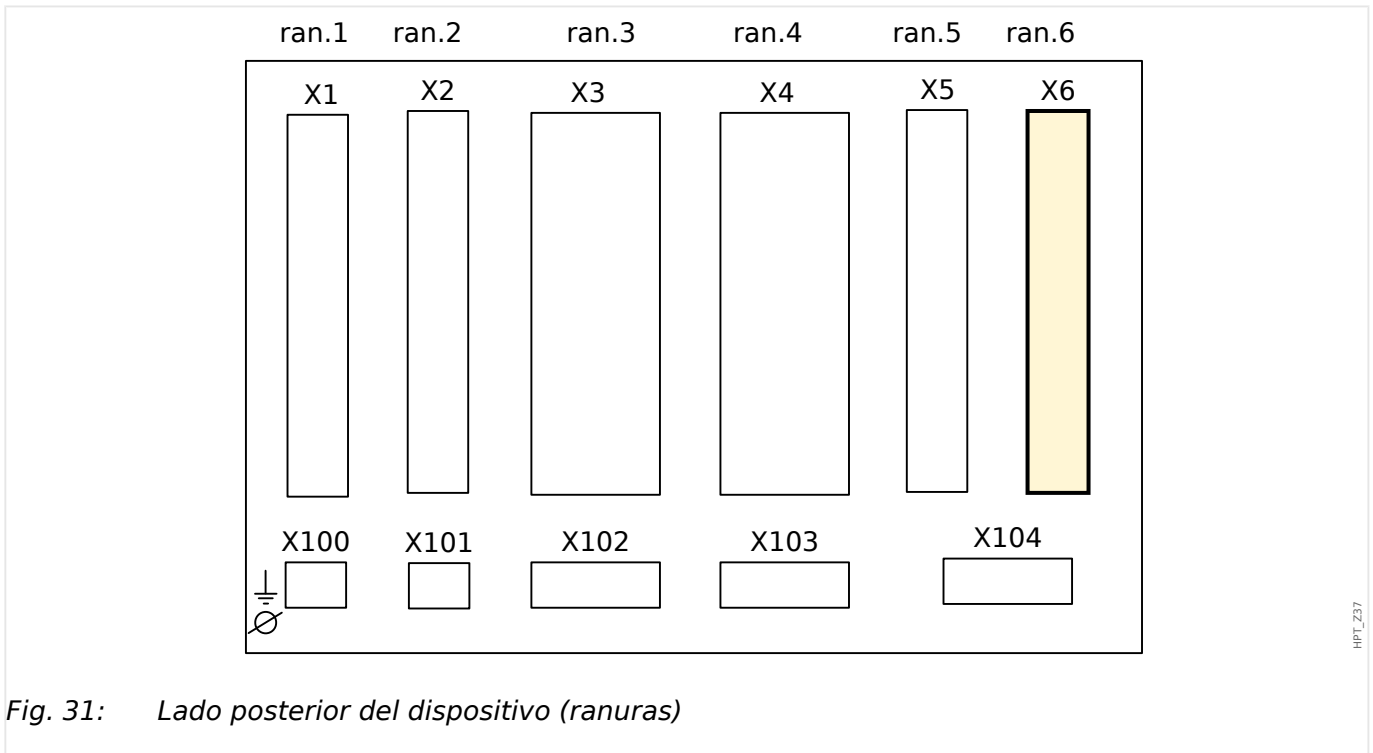 ran.1 ran.2 ran.3 ran.4 ran.5 ran.6
X1 X2 X3 X4 X5 X6
X100 X101 X102 X103 X104
HPT_Z37
Fig. 31: Lado posterior del dispositivo (ranuras)